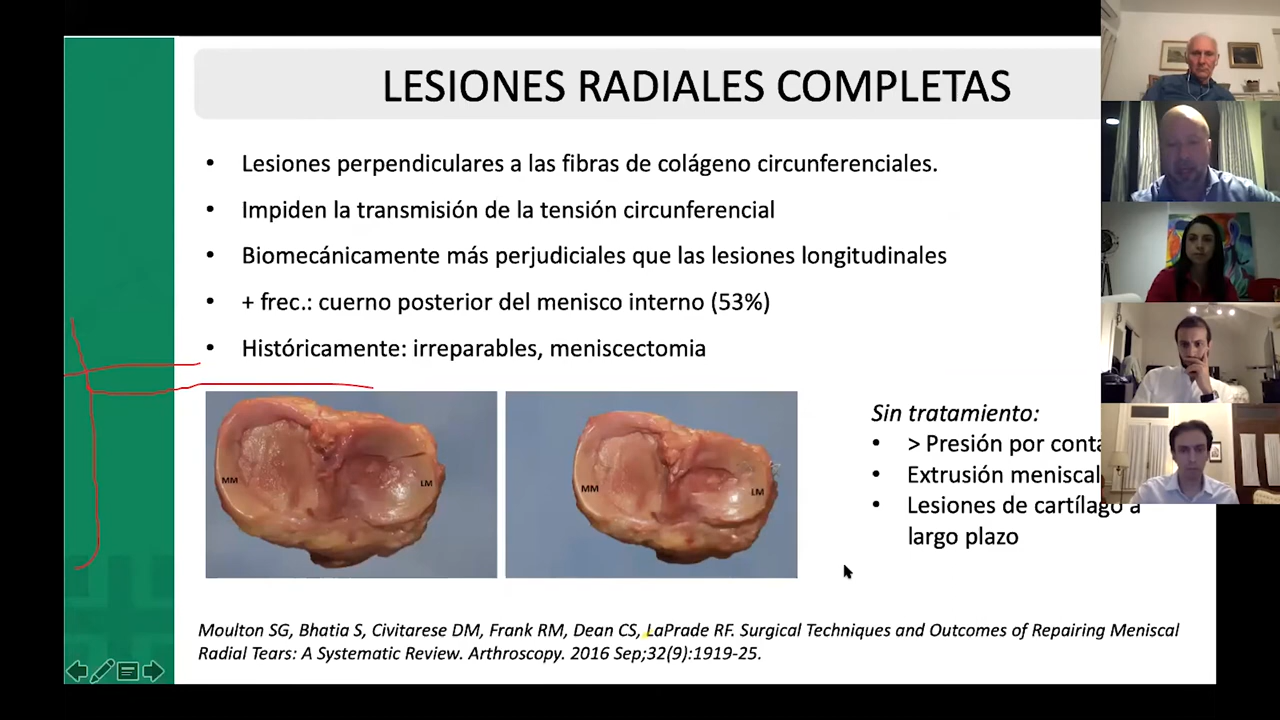 LESIONES RADIALES COMPLETAS
• Lesiones perpendiculares a las fibras de colágeno circunferenciales.
• Impiden la transmisión de la tensión circunferencial
• Biomecánicamente más perjudiciales que las lesiones longitudinales
• + frec.: cuerno posterior del menisco interno (53%)
• Históricamente: irreparables, meniscectomia
MM LM MM LM
Sin tratamiento:
• > Presión por conta
• Extrusión meniscal
• Lesiones de cartílago a
largo plazo
Moulton SG, Bhatia S, Civitarese DM, Frank RM, Dean CS, LaPrade RF. Surgical Techniques and Outcomes of Repairing Meniscal
Radial Tears: A Systematic Review. Arthroscopy. 2016 Sep;32(9):1919-25.